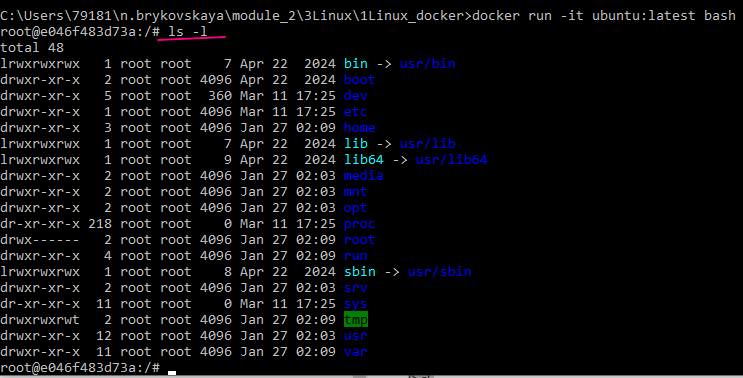 C:\Users\79181\n.brykovskaya\module_2\3Linux\1Linux_docker>docker run -it ubuntu:latest bash
root@e046f483d73a:/# ls -l
total 48
lrwxrwxrwx   1 root root    7 Apr 22  2024 bin -> usr/bin
drwxr-xr-x   2 root root 4096 Apr 22  2024 boot
drwxr-xr-x   5 root root  360 Mar 11 17:25 dev
drwxr-xr-x   1 root root 4096 Mar 11 17:25 etc
drwxr-xr-x   3 root root 4096 Jan 27 02:09 home
lrwxrwxrwx   1 root root    7 Apr 22  2024 lib -> usr/lib
lrwxrwxrwx   1 root root    9 Apr 22  2024 lib64 -> usr/lib64
drwxr-xr-x   2 root root 4096 Jan 27 02:03 media
drwxr-xr-x   2 root root 4096 Jan 27 02:03 mnt
drwxr-xr-x   2 root root 4096 Jan 27 02:03 opt
dr-xr-xr-x 218 root root    0 Mar 11 17:25 proc
drwx------   2 root root 4096 Jan 27 02:09 root
drwxr-xr-x   4 root root 4096 Jan 27 02:09 run
lrwxrwxrwx   1 root root    8 Apr 22  2024 sbin -> usr/sbin
drwxr-xr-x   2 root root 4096 Jan 27 02:03 srv
dr-xr-xr-x  11 root root    0 Mar 11 17:25 sys
drwxrwxrwt   2 root root 4096 Jan 27 02:09 tmp
drwxr-xr-x  12 root root 4096 Jan 27 02:03 usr
drwxr-xr-x  11 root root 4096 Jan 27 02:09 var
root@e046f483d73a:/#